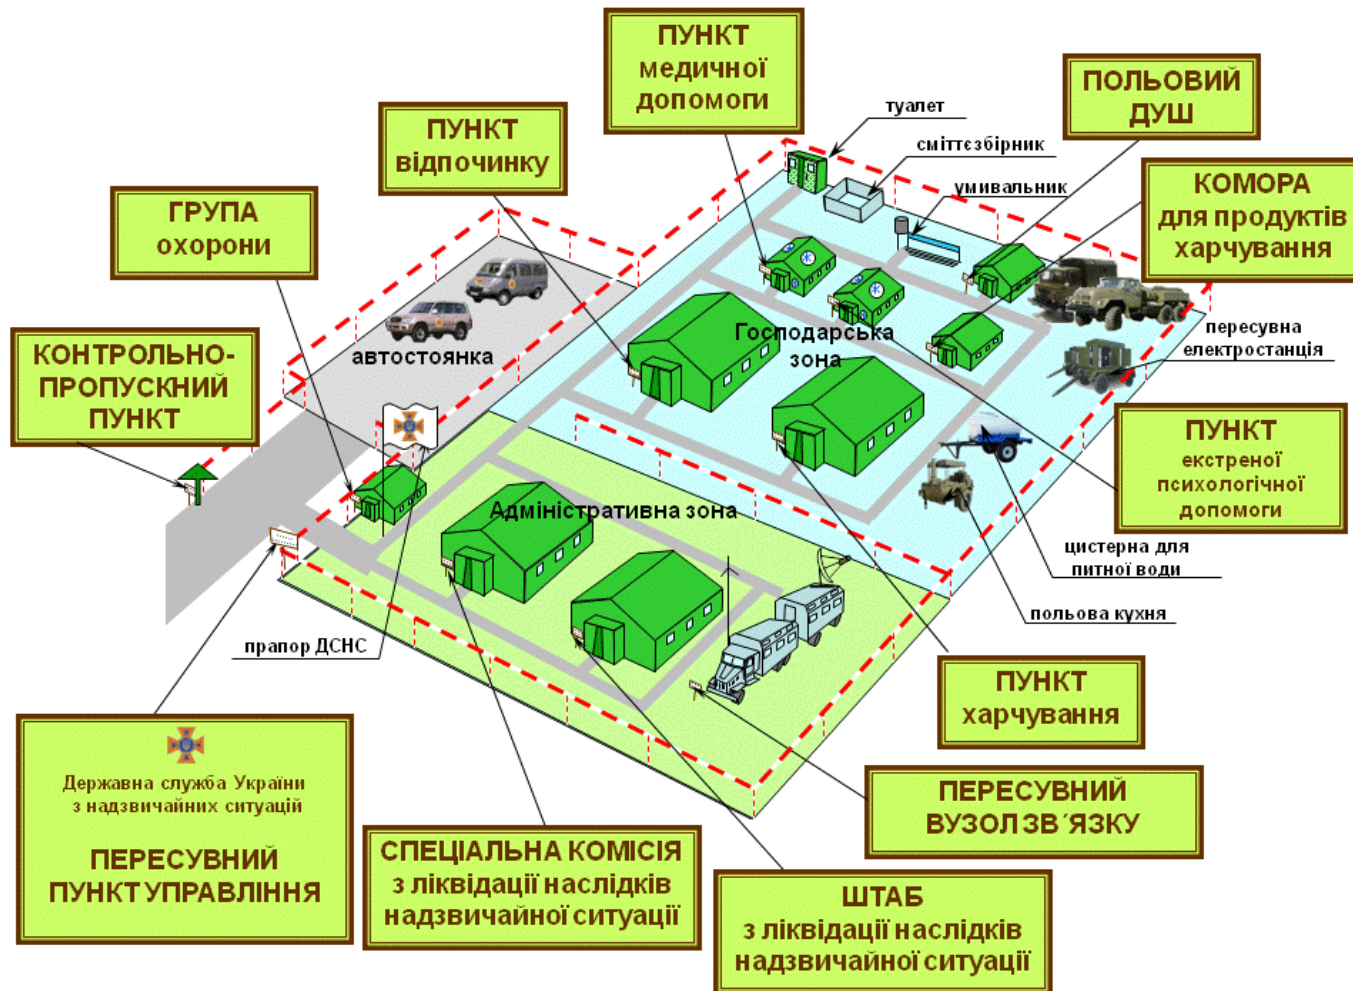 ПУНКТ
медичної
допомоги
ПОЛЬОВИЙ
ДУШ
туалет
ПУНКТ
відпочинку
сміттєзбірник
умивальник
КОМОРА
для продуктів
харчування
ГРУПА
охорони
КОНТРОЛЬНО-
ПРОПУСКНИЙ
ПУНКТ
автостоянка
Господарська
зона
пересувна
електростанція
ПУНКТ
екстреної
психологічної
допомоги
Адміністративна зона
цистерна для
питної води
польова кухня
прапор ДСНС
ПУНКТ
харчування
Державна служба України
з надзвичайних ситуацій
ПЕРЕСУВНИЙ
ПУНКТ УПРАВЛІННЯ
ПЕРЕСУВНИЙ
ВУЗОЛ ЗВ´ЯЗКУ
СПЕЦІАЛЬНА КОМІСІЯ
з ліквідації наслідків
надзвичайної ситуації
ШТАБ
з ліквідації наслідків
надзвичайної ситуації